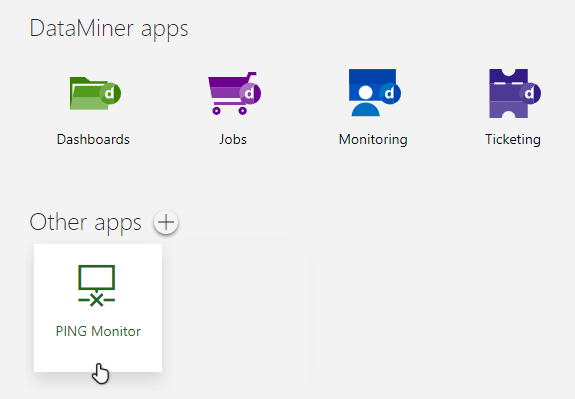 DataMiner apps
Dashboards
Jobs
Monitoring
Ticketing
Other apps
PING Monitor